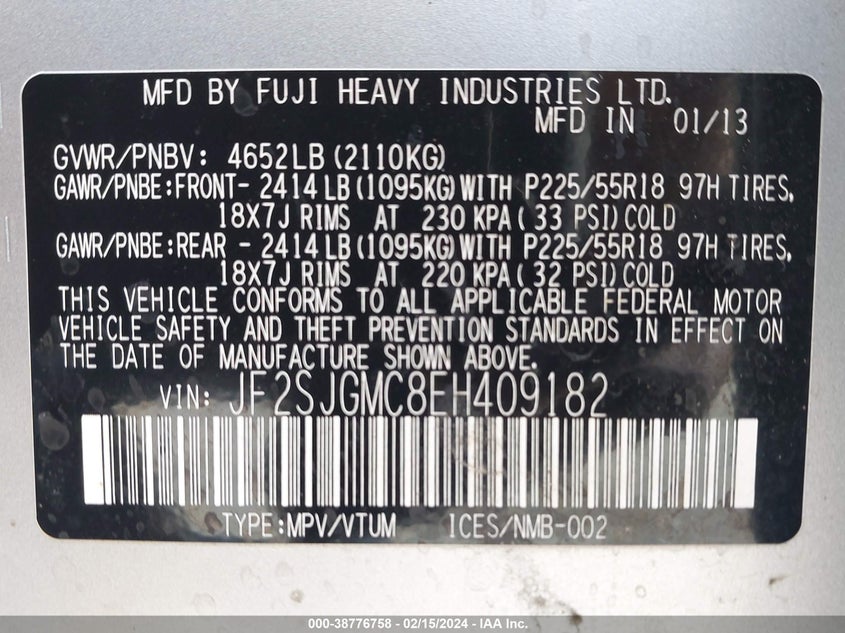 MFD BY FUJI HEAVY INDUSTRIES LTD.
MFD IN 01/13
GVWR/PNBV: 4652LB (2110KG)
GAWR/PNBE:FRONT- 2414 LB (1095KG) WITH P225/55R18 97H TIRES,
18X7J RIMS AT 230 KPA ( 33 PSI) COLD
GAWR/PNBE:REAR - 2414 LB (1095KG) WITH P225/55R18 97H TIRES,
18X7J RIMS AT 220 KPA ( 32 PSI) COLD
THIS VEHICLE CONFORMS TO ALL APPLICABLE FEDERAL MOTOR
VEHICLE SAFETY AND THEFT PREVENTION STANDARDS IN EFFECT ON
THE DATE OF MANUFACTURE SHOWN ABOVE.
VIN: JF2SJGMC8EH409182
TYPE:MPV/VTUM ICES/NMB-002
000-38776758 - 02/15/2024 - IAA Inc.